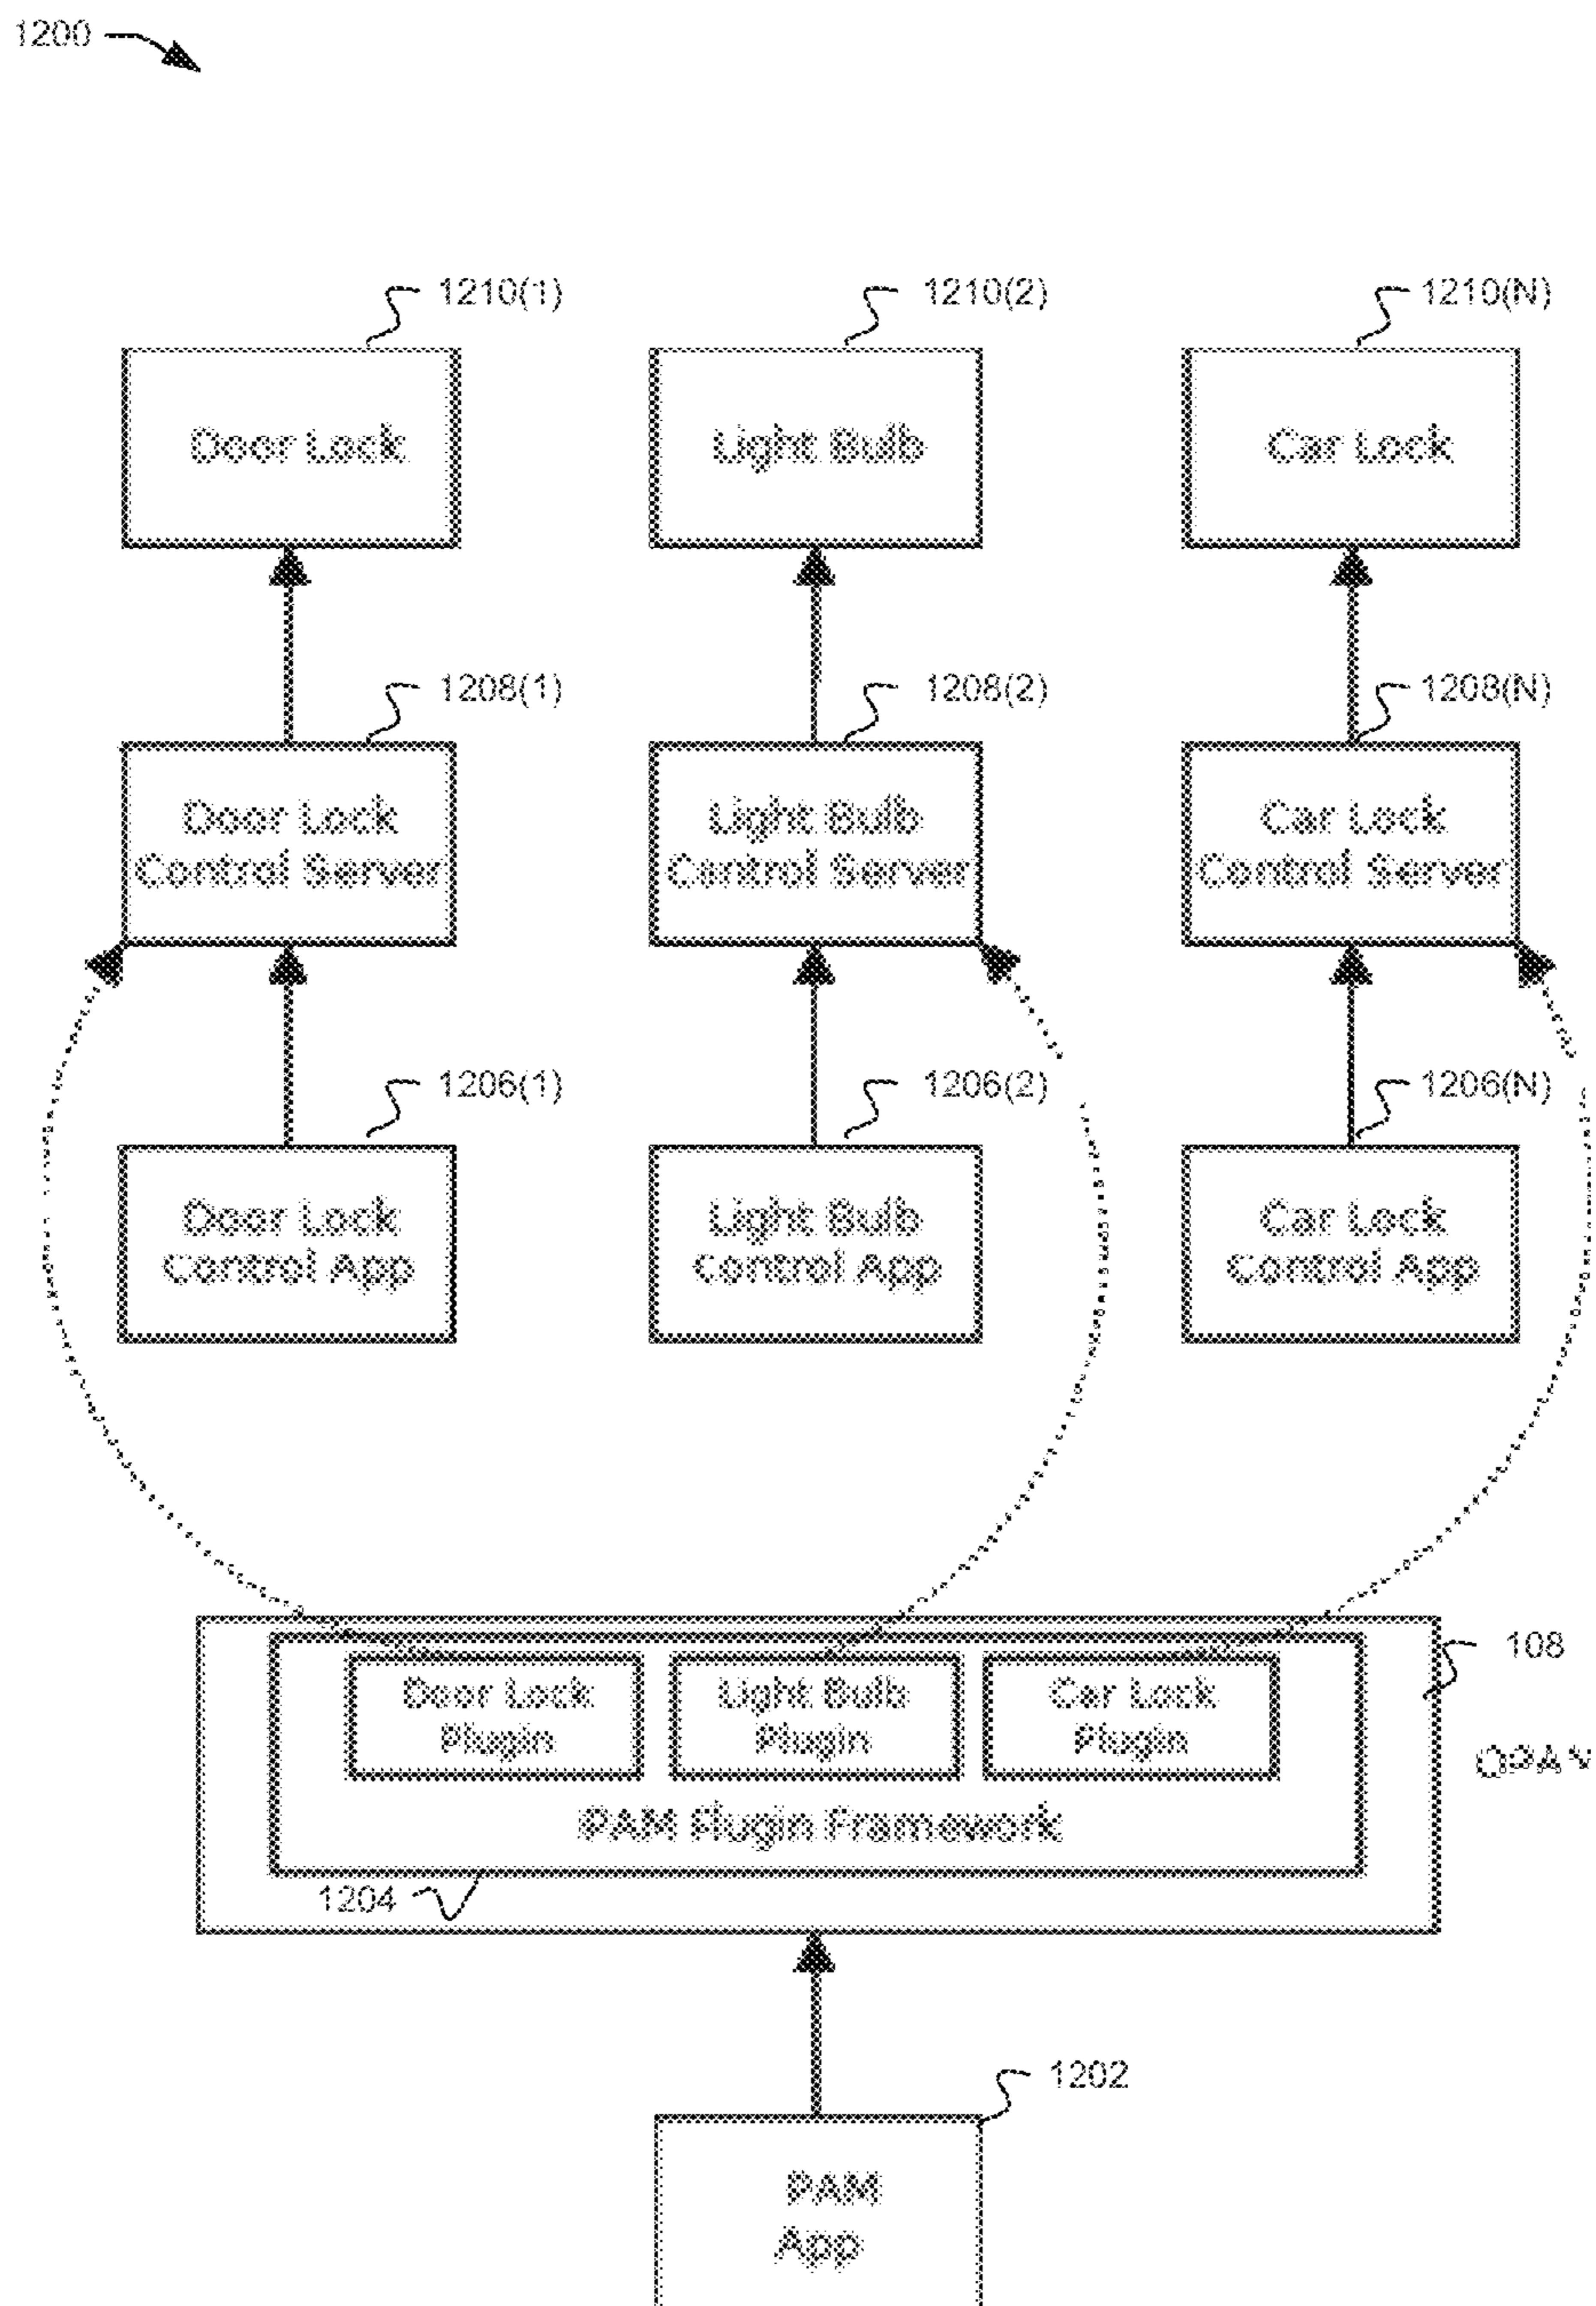 1200
1210(1)
1210(2)
1210(N)
Door Lock
Light Bulb
Car Lock
1208(1)
1208(2)
1208(N)
Door Lock
Control Server
Light Bulb
Control Server
Car Lock
Control Server
1206(1)
1206(2)
1206(N)
Door Lock
Control App
Light Bulb
Control App
Car Lock
Control App
108
Door Lock
Plugin
Light Bulb
Plugin
Car Lock
Plugin
PAM Plugin Framework
1204
1202
PAM
App